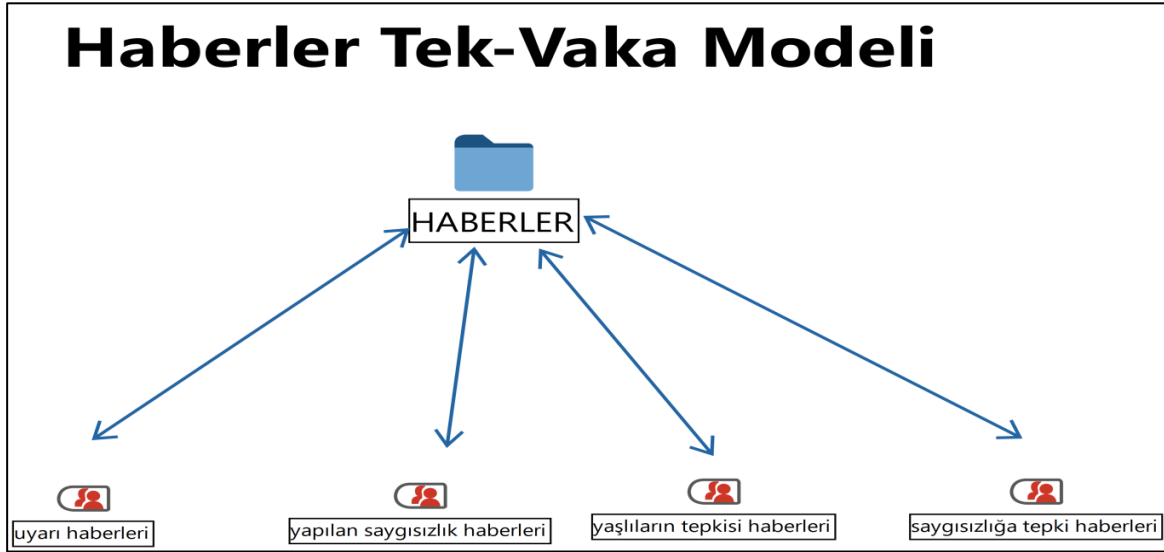 Haberler Tek-Vaka Modeli
HABERLER
uyarı haberleri
yapılan saygısızlık haberleri
yaşlıların tepkisi haberleri
saygısızlığa tepki haberleri